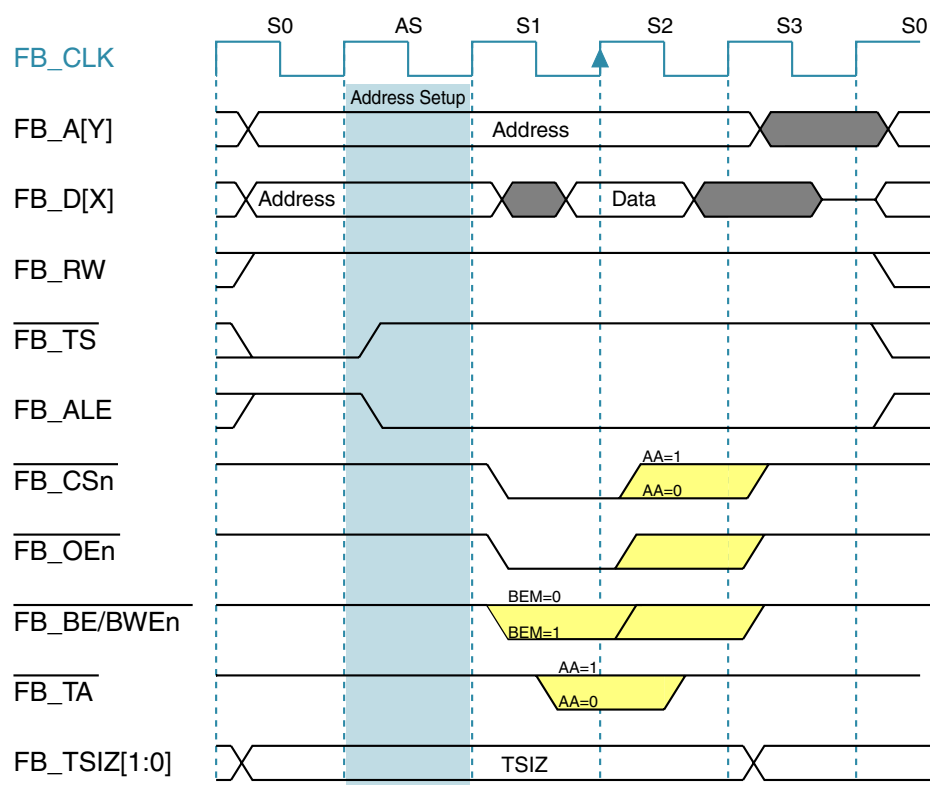 S0 AS S1 S2 S3 S0
FB_CLK
Address Setup
FB_A[Y] Address
FB_D[X] Address Data
FB_RW
FB_TS
FB_ALE
AA=1
FB_CSn AA=0
FB_OEn
BEM=0
FB_BE/BWEn BEM=1
AA=1
FB_TA AA=0
FB_TSIZ[1:0] TSIZ